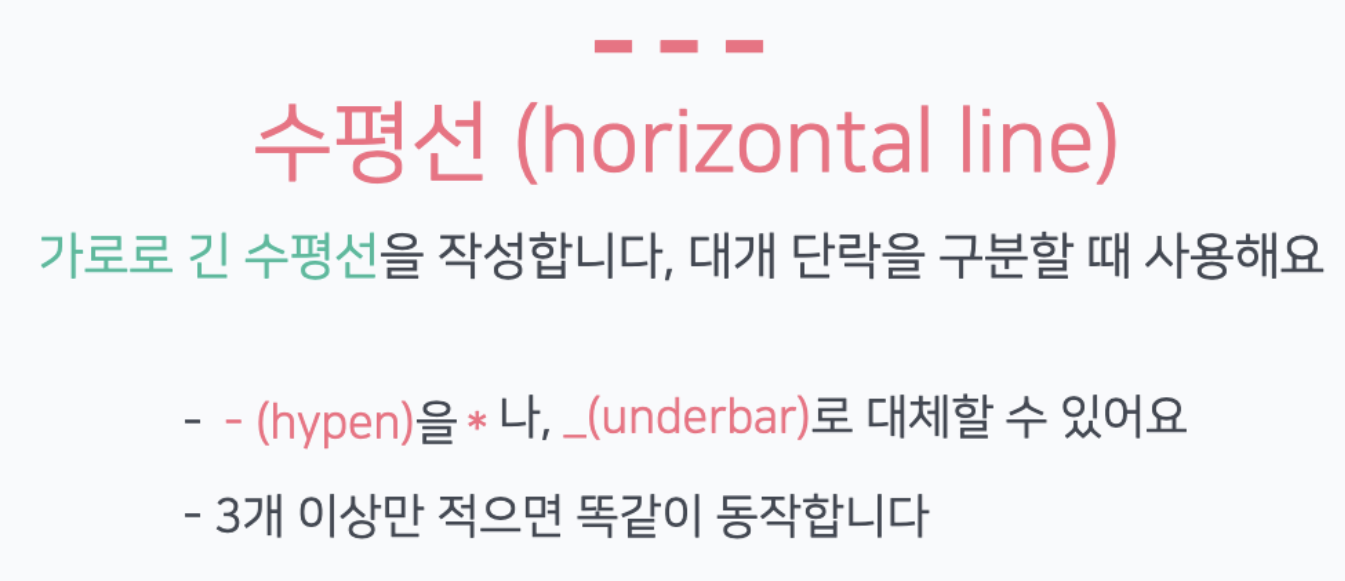 ---
수평선 (horizontal line)
가로로 긴 수평선을 작성합니다, 대개 단락을 구분할 때 사용해요
- - (hypen)을 * 나, _(underbar)로 대체할 수 있어요
- 3개 이상만 적으면 똑같이 동작합니다